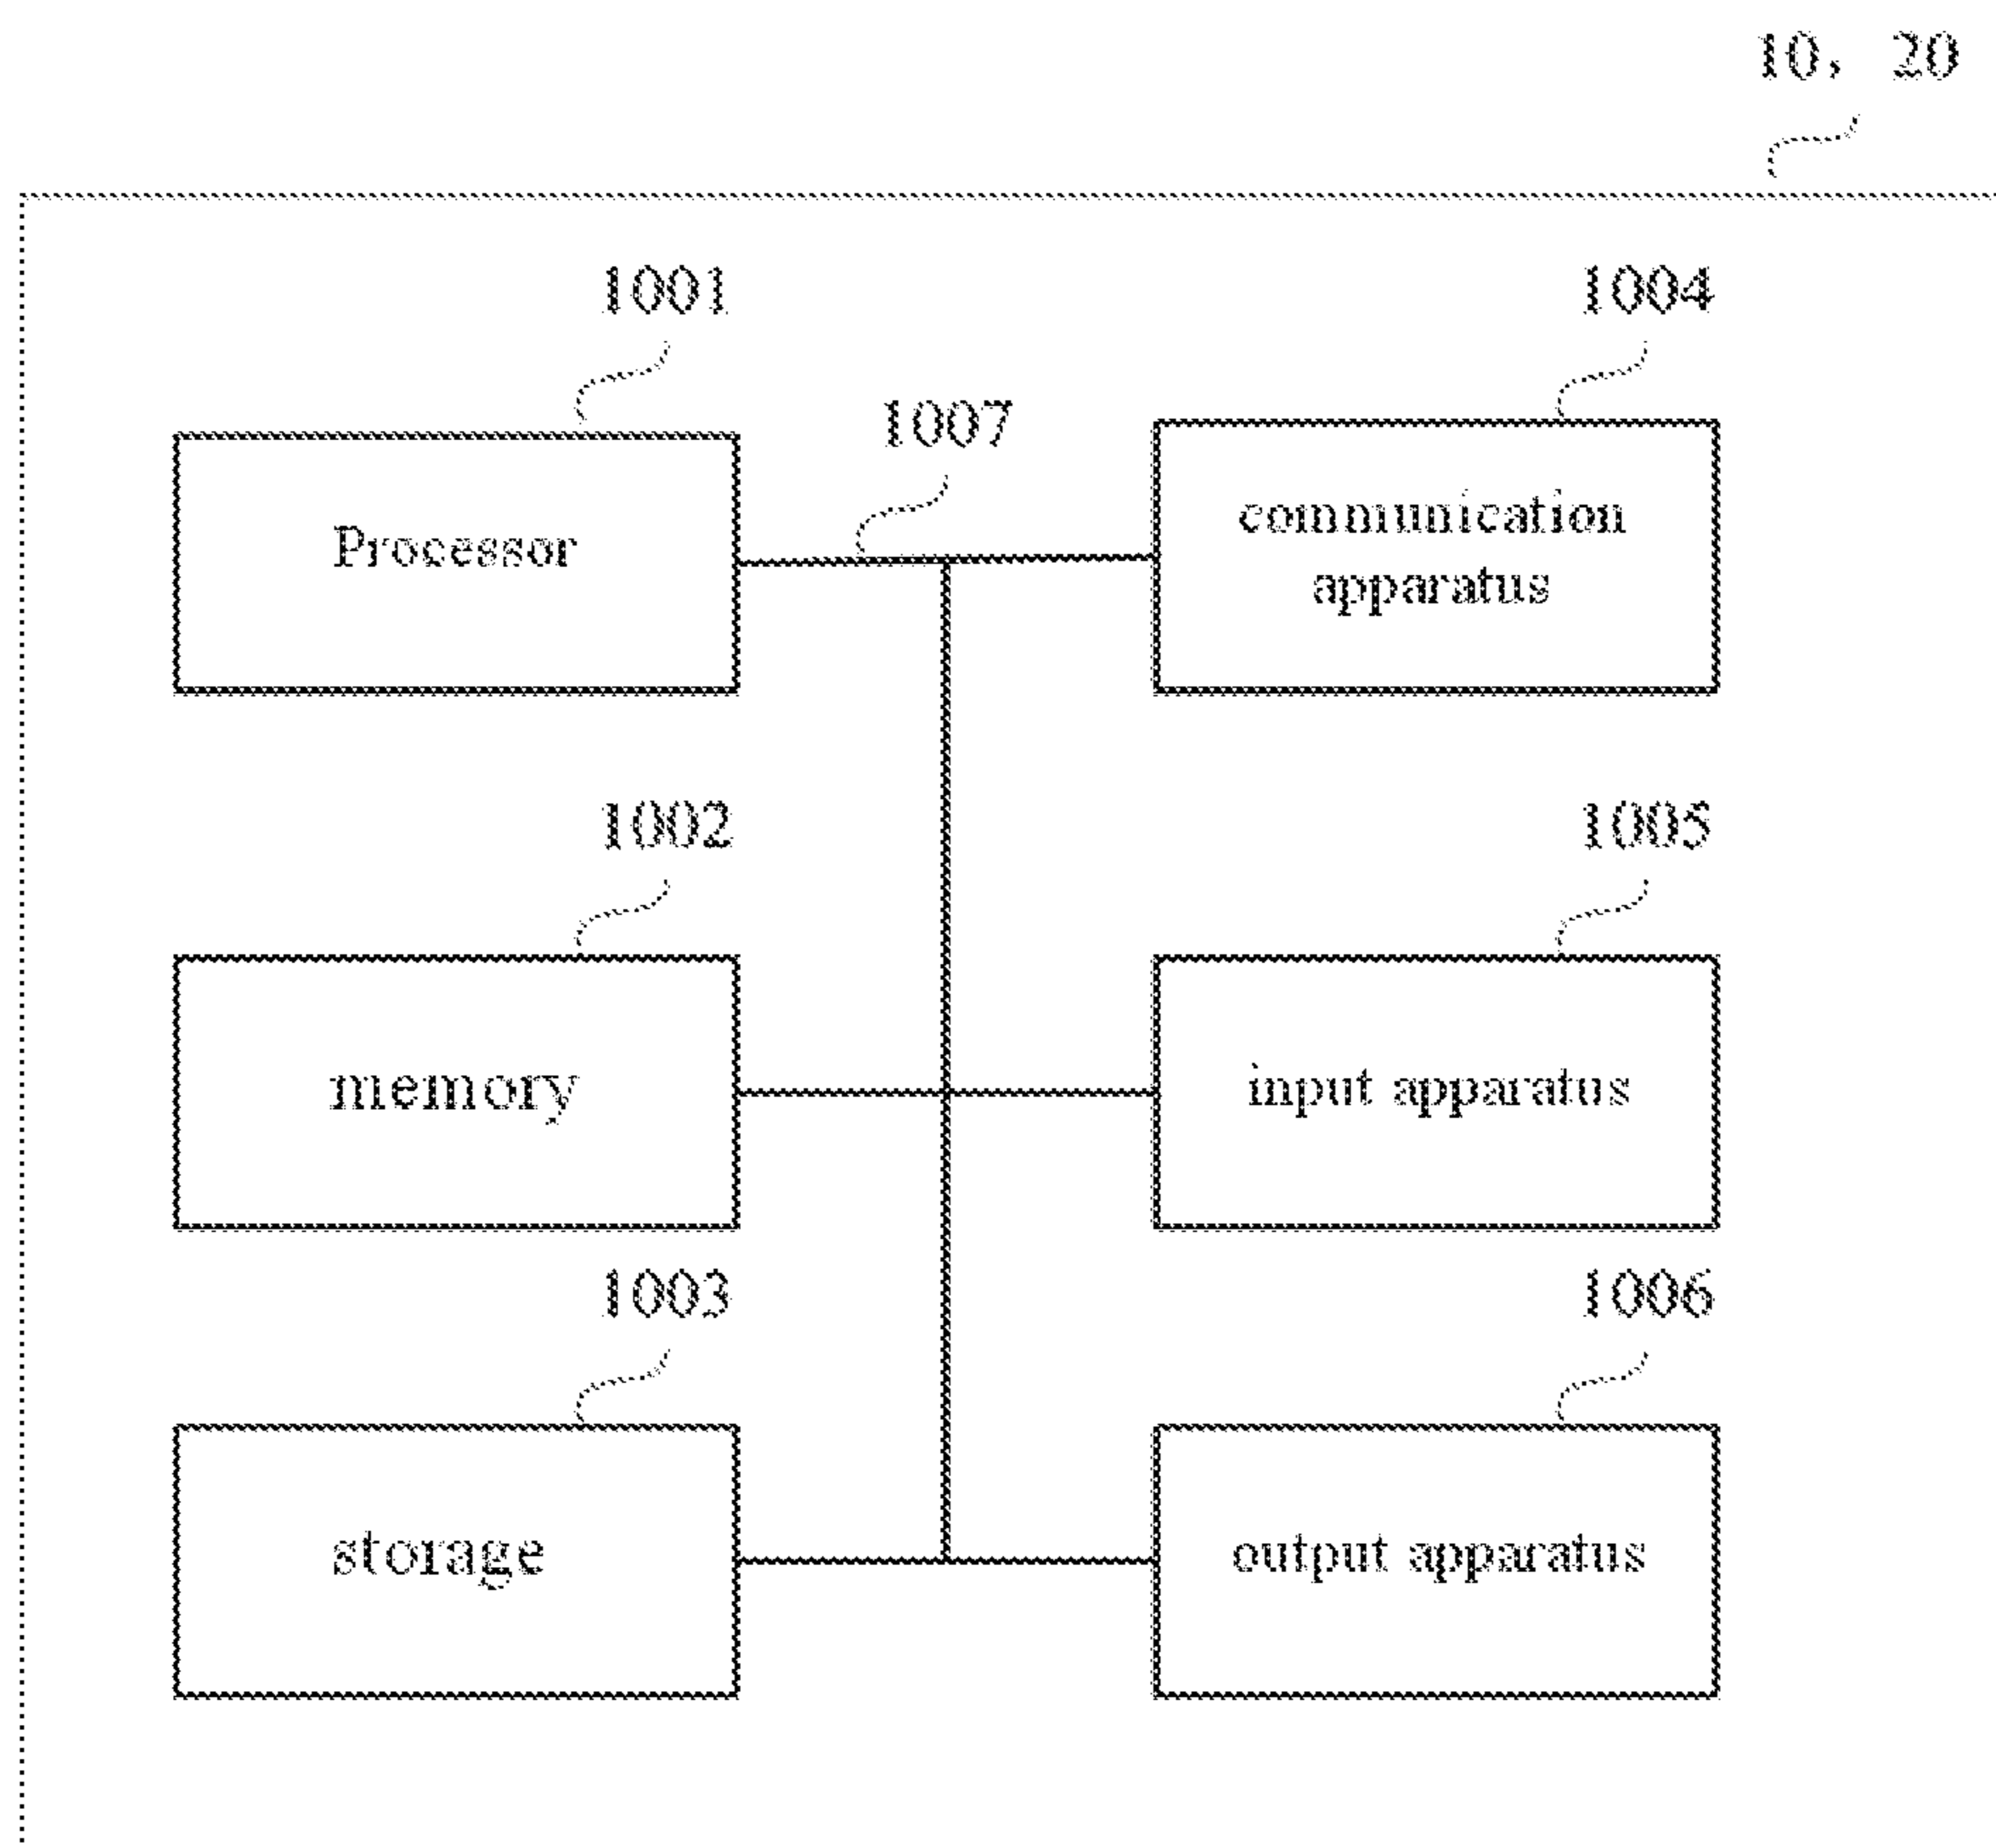 10, 20
1001
1004
1007
Processor
communication
apparatus
1002
1005
memory
input apparatus
1003
1006
storage
output apparatus